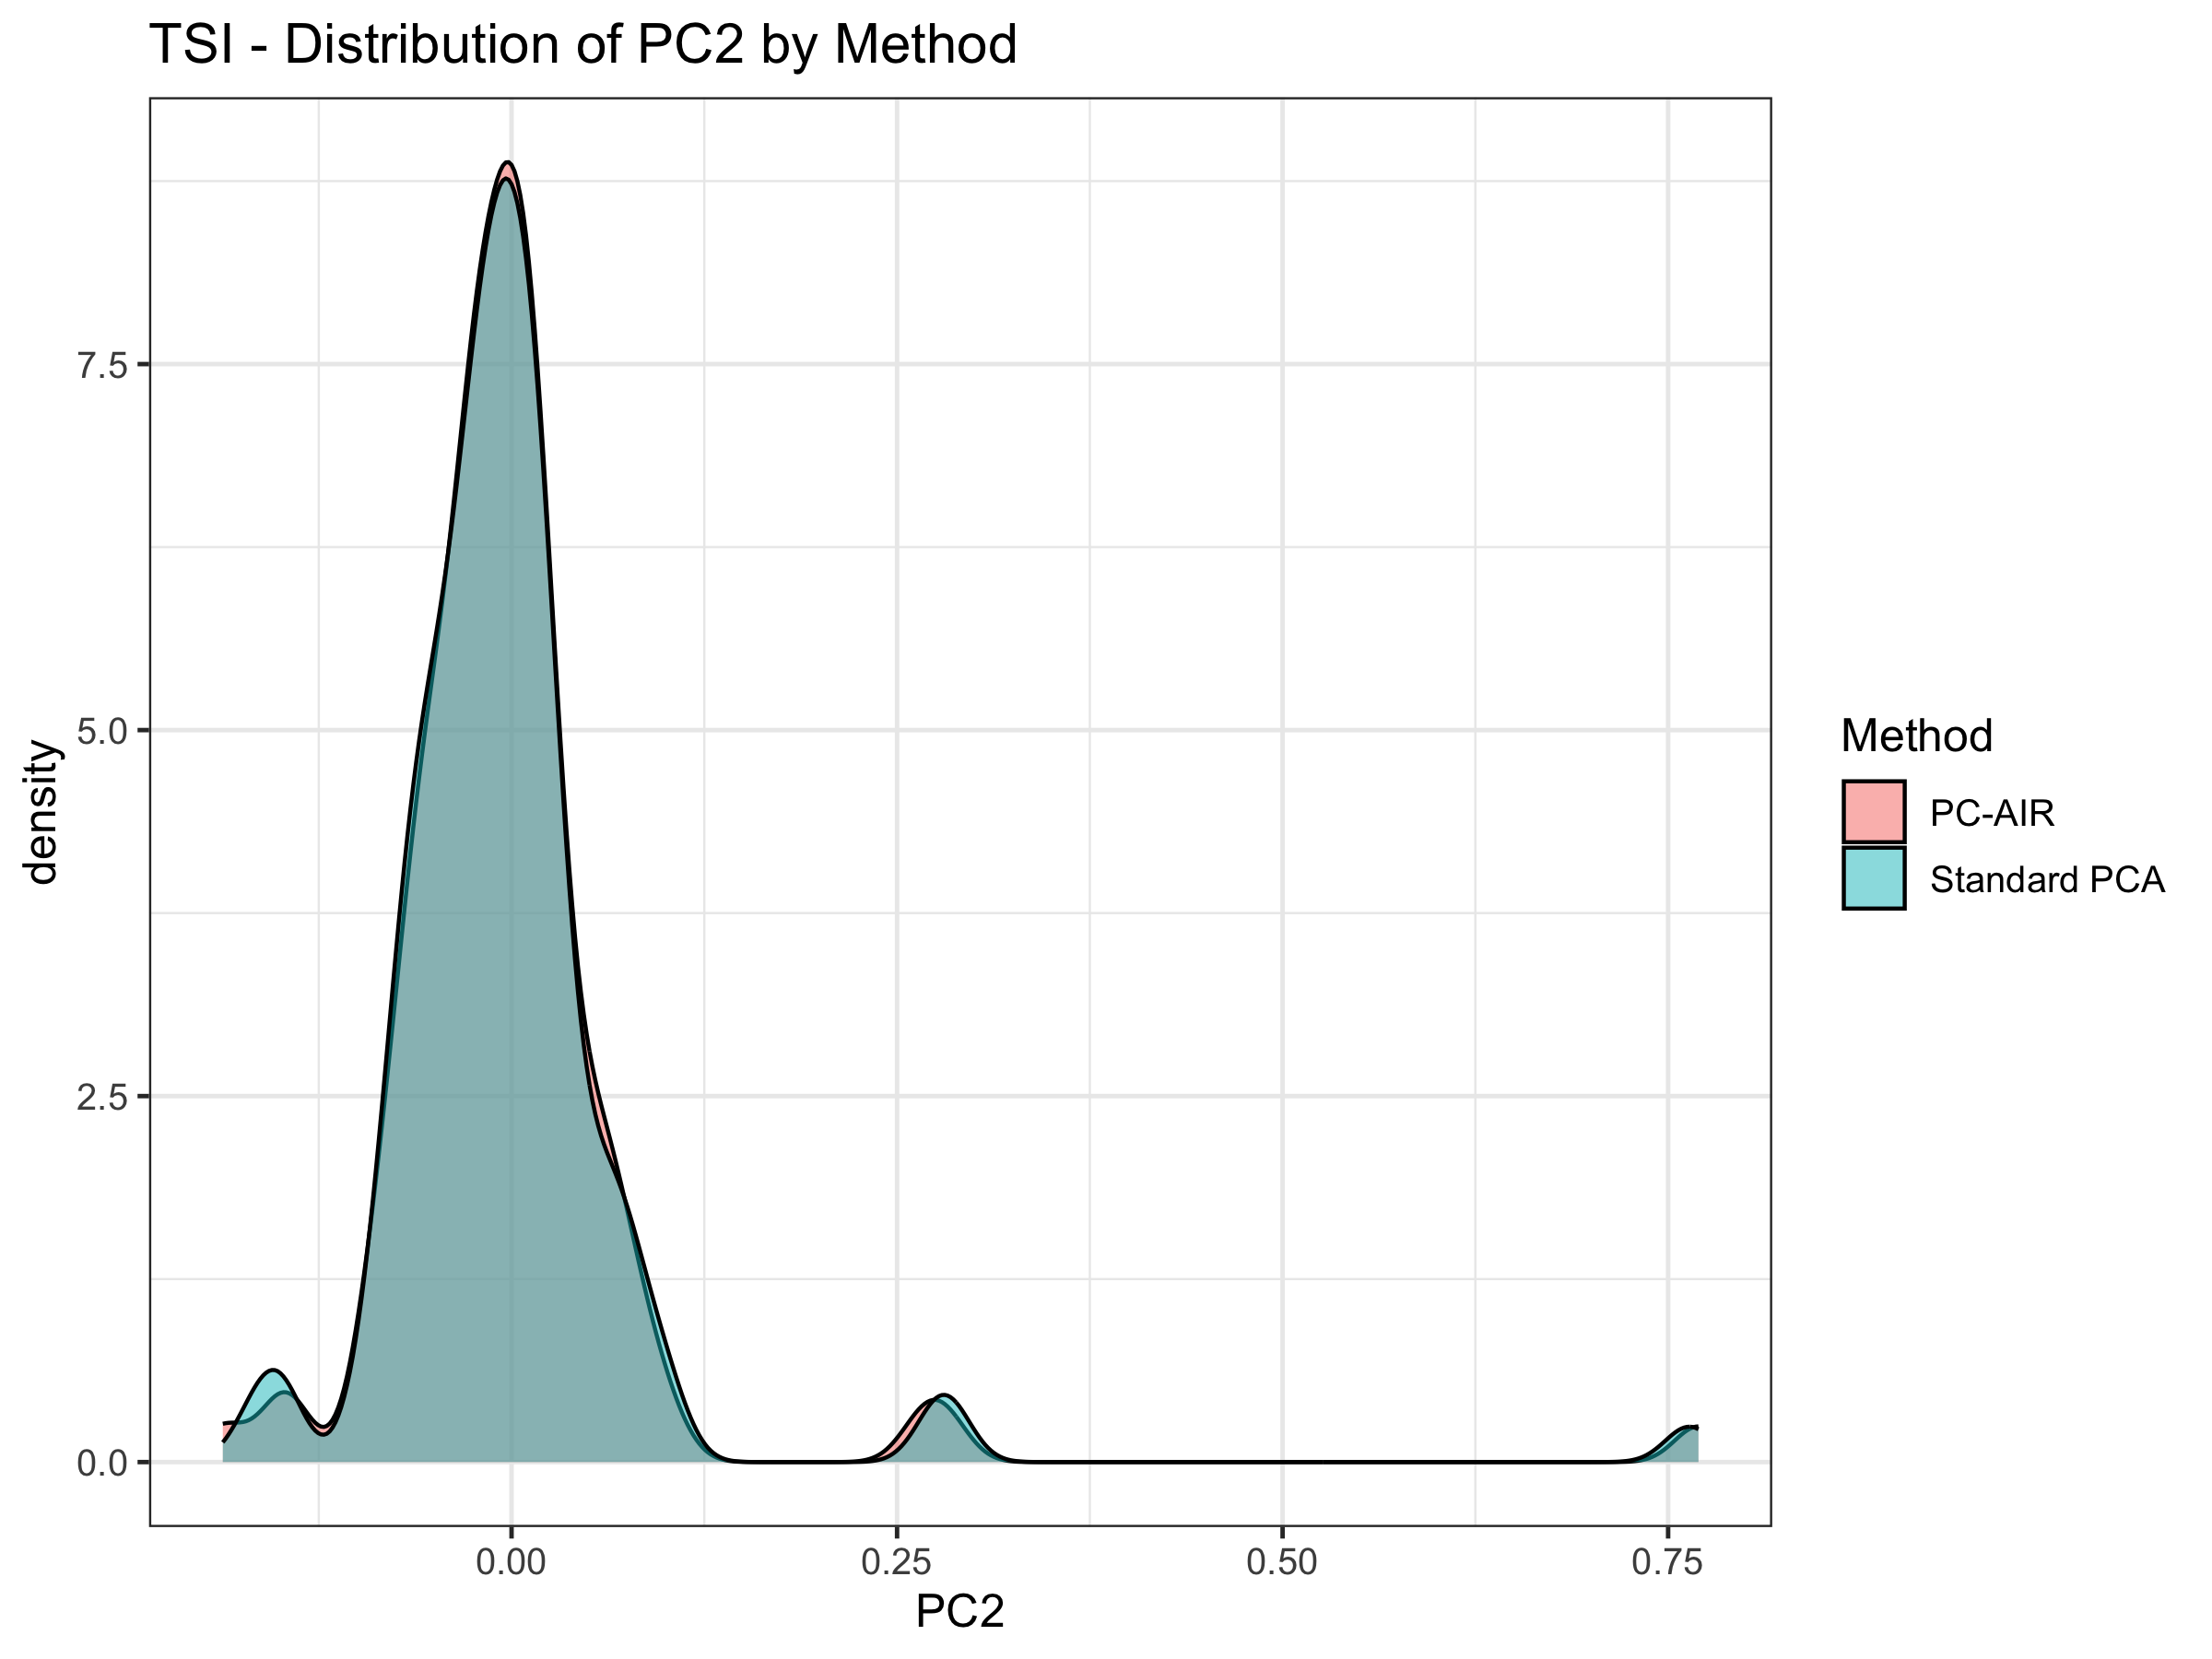 TSI - Distribution of PC2 by Method
7.5
5.0
2.5
0.0
density
0.00 0.25 0.50 0.75
PC2
Method
PC-AIR
Standard PCA